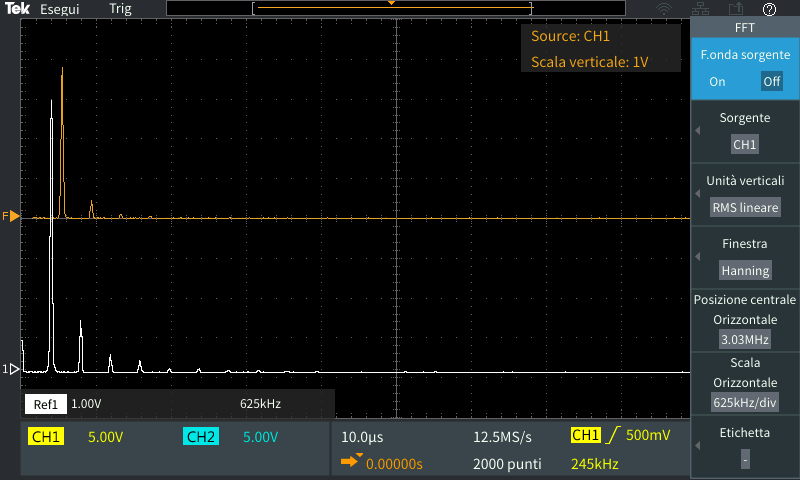 Tek Esegui Trig
FFT
Source: CH1
Scala verticale: 1V
F.onda sorgente
On Off
Sorgente
CH1
Unità verticali
RMS lineare
Finestra
Hanning
Posizione centrale
Orizzontale
3.03MHz
Scala
Orizzontale
625kHz/div
Etichetta
-
F
1
Ref1 1.00V 625kHz
CH1 5.00V CH2 5.00V 10.0µs 12.5MS/s CH1 500mV
0.00000s 2000 punti 245kHz